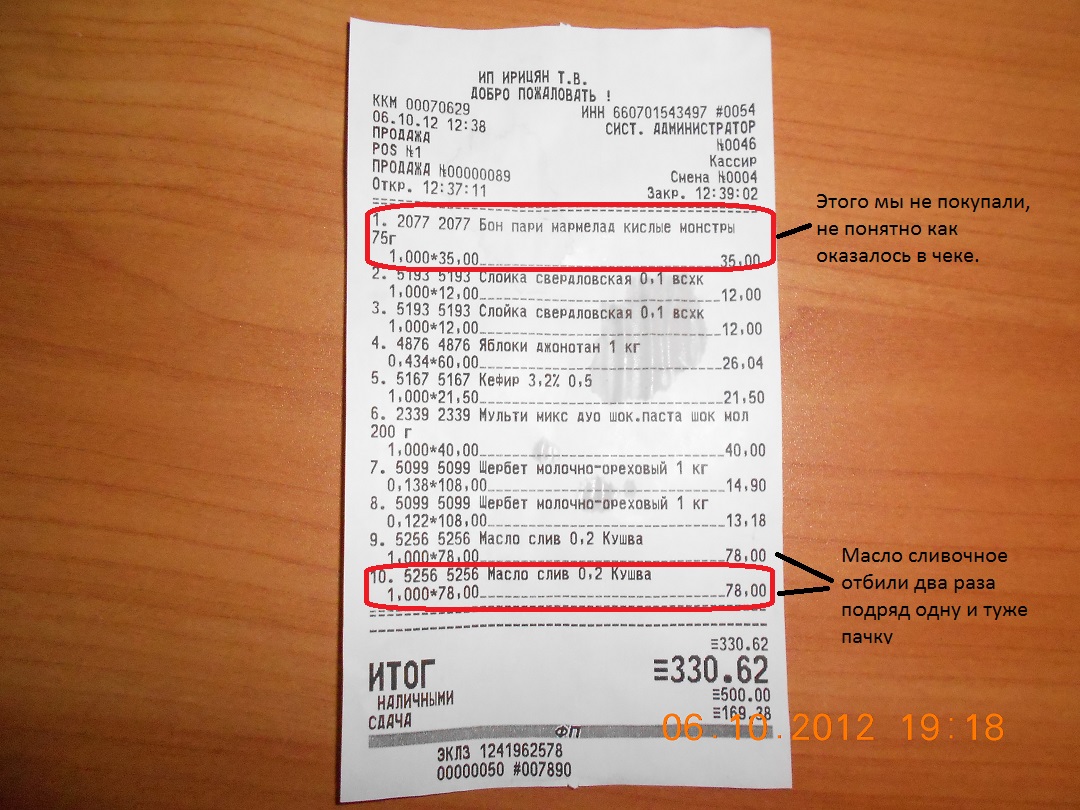 ИП ИРИЦЯН Т.В.
ДОБРО ПОЖАЛОВАТЬ !
ККМ 00070629 ИНН 660701543497 #0054
06.10.12 12:38 СИСТ. АДМИНИСТРАТОР
ПРОДАЖА №0046
POS №1 Кассир
ПРОДАЖА №00000089 Смена №0004
Откр. 12:37:11 Закр. 12:39:02
1. 2077 2077 Бон пари мармелад кислые монстры
75г
1,000*35,00 35,00
2. 5193 5193 Слойка свердловская 0,1 всхк
1,000*12,00 12,00
3. 5193 5193 Слойка свердловская 0,1 всхк
1,000*12,00 12,00
4. 4876 4876 Яблоки джонотан 1 кг
0,434*60,00 26,04
5. 5167 5167 Кефир 3,2% 0,5
1,000*21,50 21,50
6. 2339 2339 Мульти микс дуо шок.паста шок мол
200 г
1,000*40,00 40,00
7. 5099 5099 Щербет молочно-ореховый 1 кг
0,138*108,00 14,90
8. 5099 5099 Щербет молочно-ореховый 1 кг
0,122*108,00 13,18
9. 5256 5256 Масло слив 0,2 Кушва
1,000*78,00 78,00
10. 5256 5256 Масло слив 0,2 Кушва
1,000*78,00 78,00
≡330.62
ИТОГ ≡330.62
НАЛИЧНЫМИ ≡500.00
СДАЧА ≡169.38
ФП
ЭКЛЗ 1241962578
00000050 #007890
Этого мы не покупали,
не понятно как
оказалось в чеке.
Масло сливочное
отбили два раза
подряд одну и туже
пачку
06.10.2012 19:18